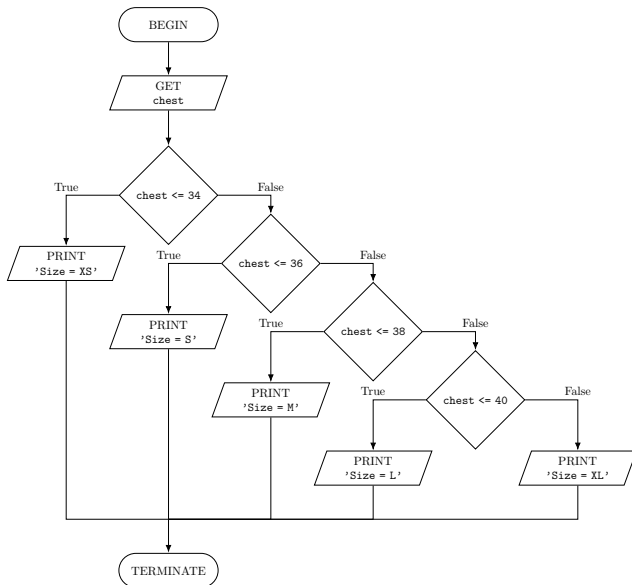 BEGIN
GET
chest
True
chest <= 34
False
PRINT
'Size = XS'
True
chest <= 36
False
PRINT
'Size = S'
True
chest <= 38
False
PRINT
'Size = M'
True
chest <= 40
False
PRINT
'Size = L'
PRINT
'Size = XL'
TERMINATE